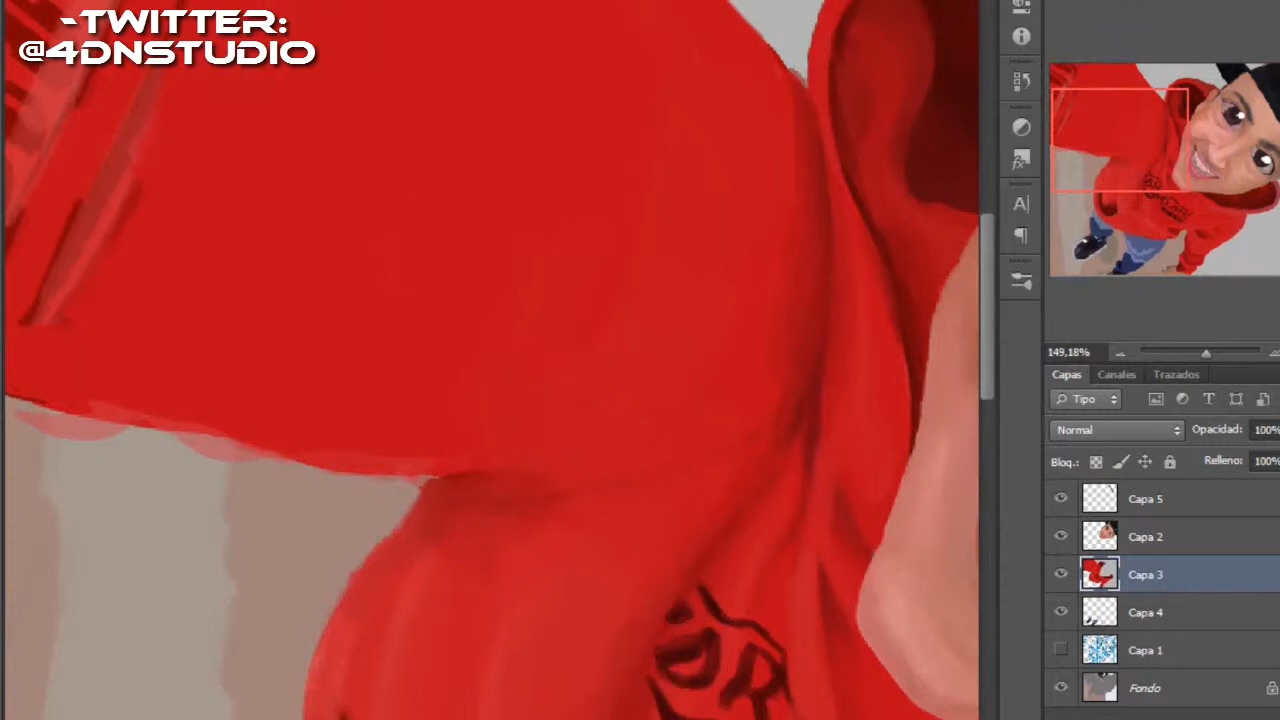 -TWITTER:
@4DNSTUDIO
149,18%
Capas Canales Trazados
Tipo
Normal Opacidad: 100%
Bloq.: Relleno: 100%
Capa 5
Capa 2
Capa 3
Capa 4
Capa 1
Fondo